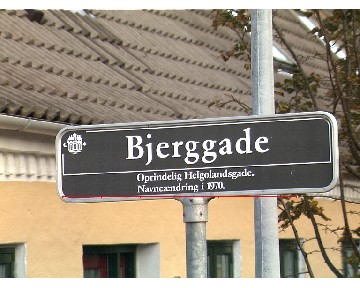 Bjerggade
Oprindelig Helgolandsgade.
Navneændring i 1970.